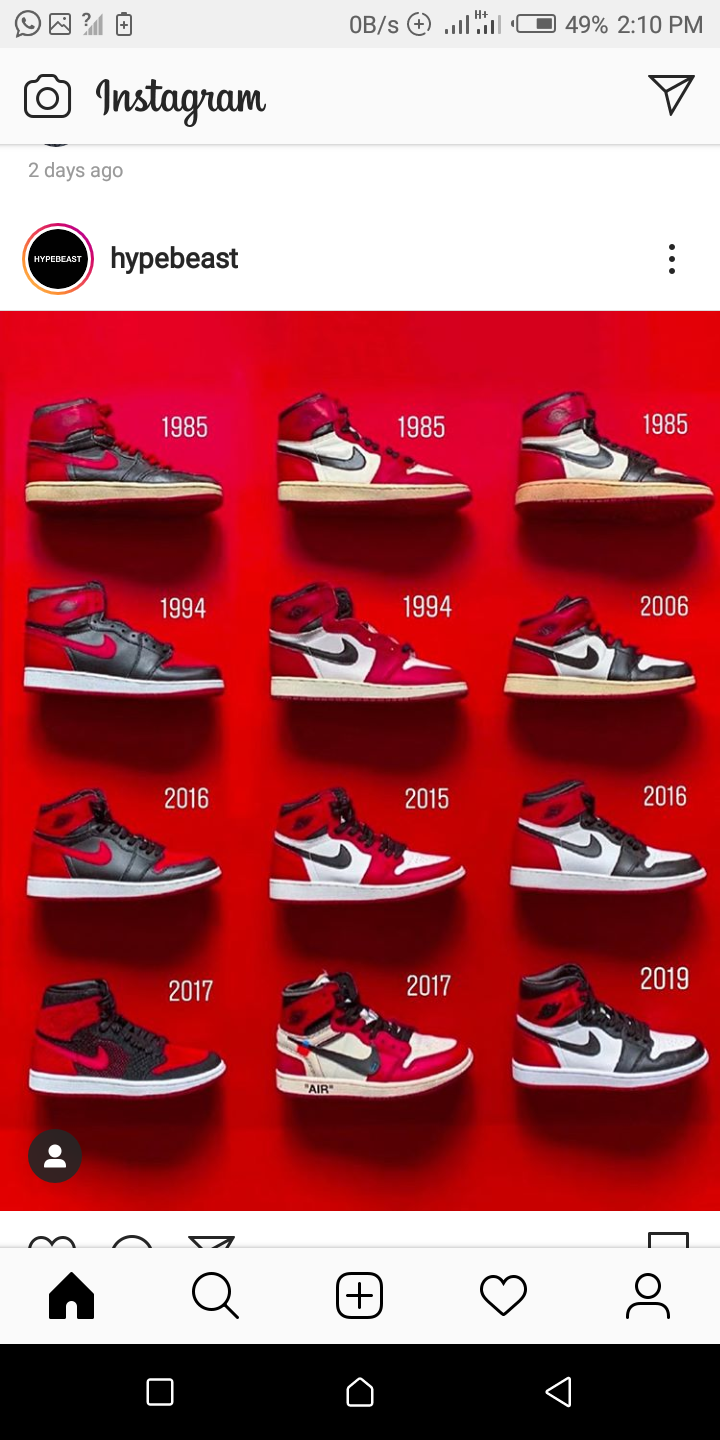 0B/s H+ 49% 2:10 PM
Instagram
2 days ago
HYPEBEAST hypebeast
1985 1985 1985
1994 1994 2006
2016 2015 2016
2017 2017 2019
"AIR"